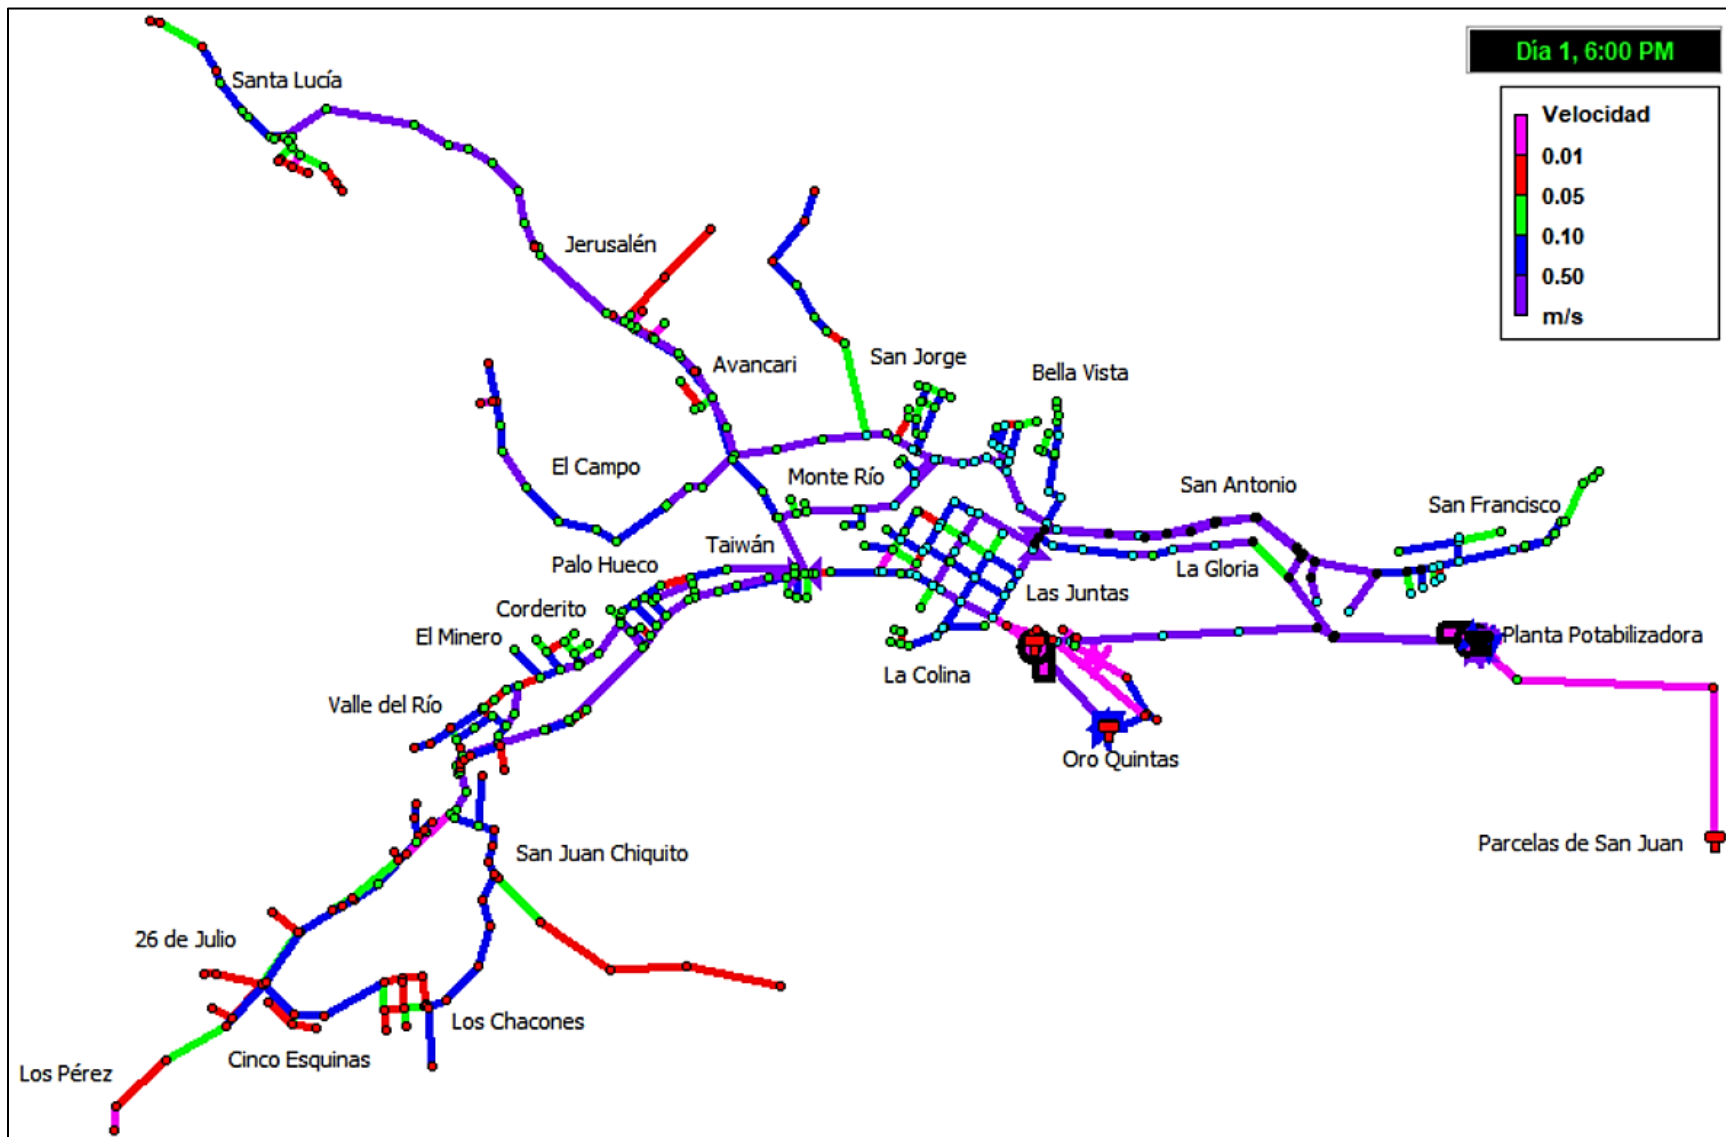 Día 1, 6:00 PM
Velocidad
0.01
0.05
0.10
0.50
m/s
Santa Lucía
Jerusalén
Avancari
San Jorge
Bella Vista
El Campo
Monte Río
San Antonio
San Francisco
Taiwán
Palo Hueco
La Gloria
Corderito
Las Juntas
El Minero
Planta Potabilizadora
La Colina
Valle del Río
Oro Quintas
Parcelas de San Juan
San Juan Chiquito
26 de Julio
Los Chacones
Cinco Esquinas
Los Pérez